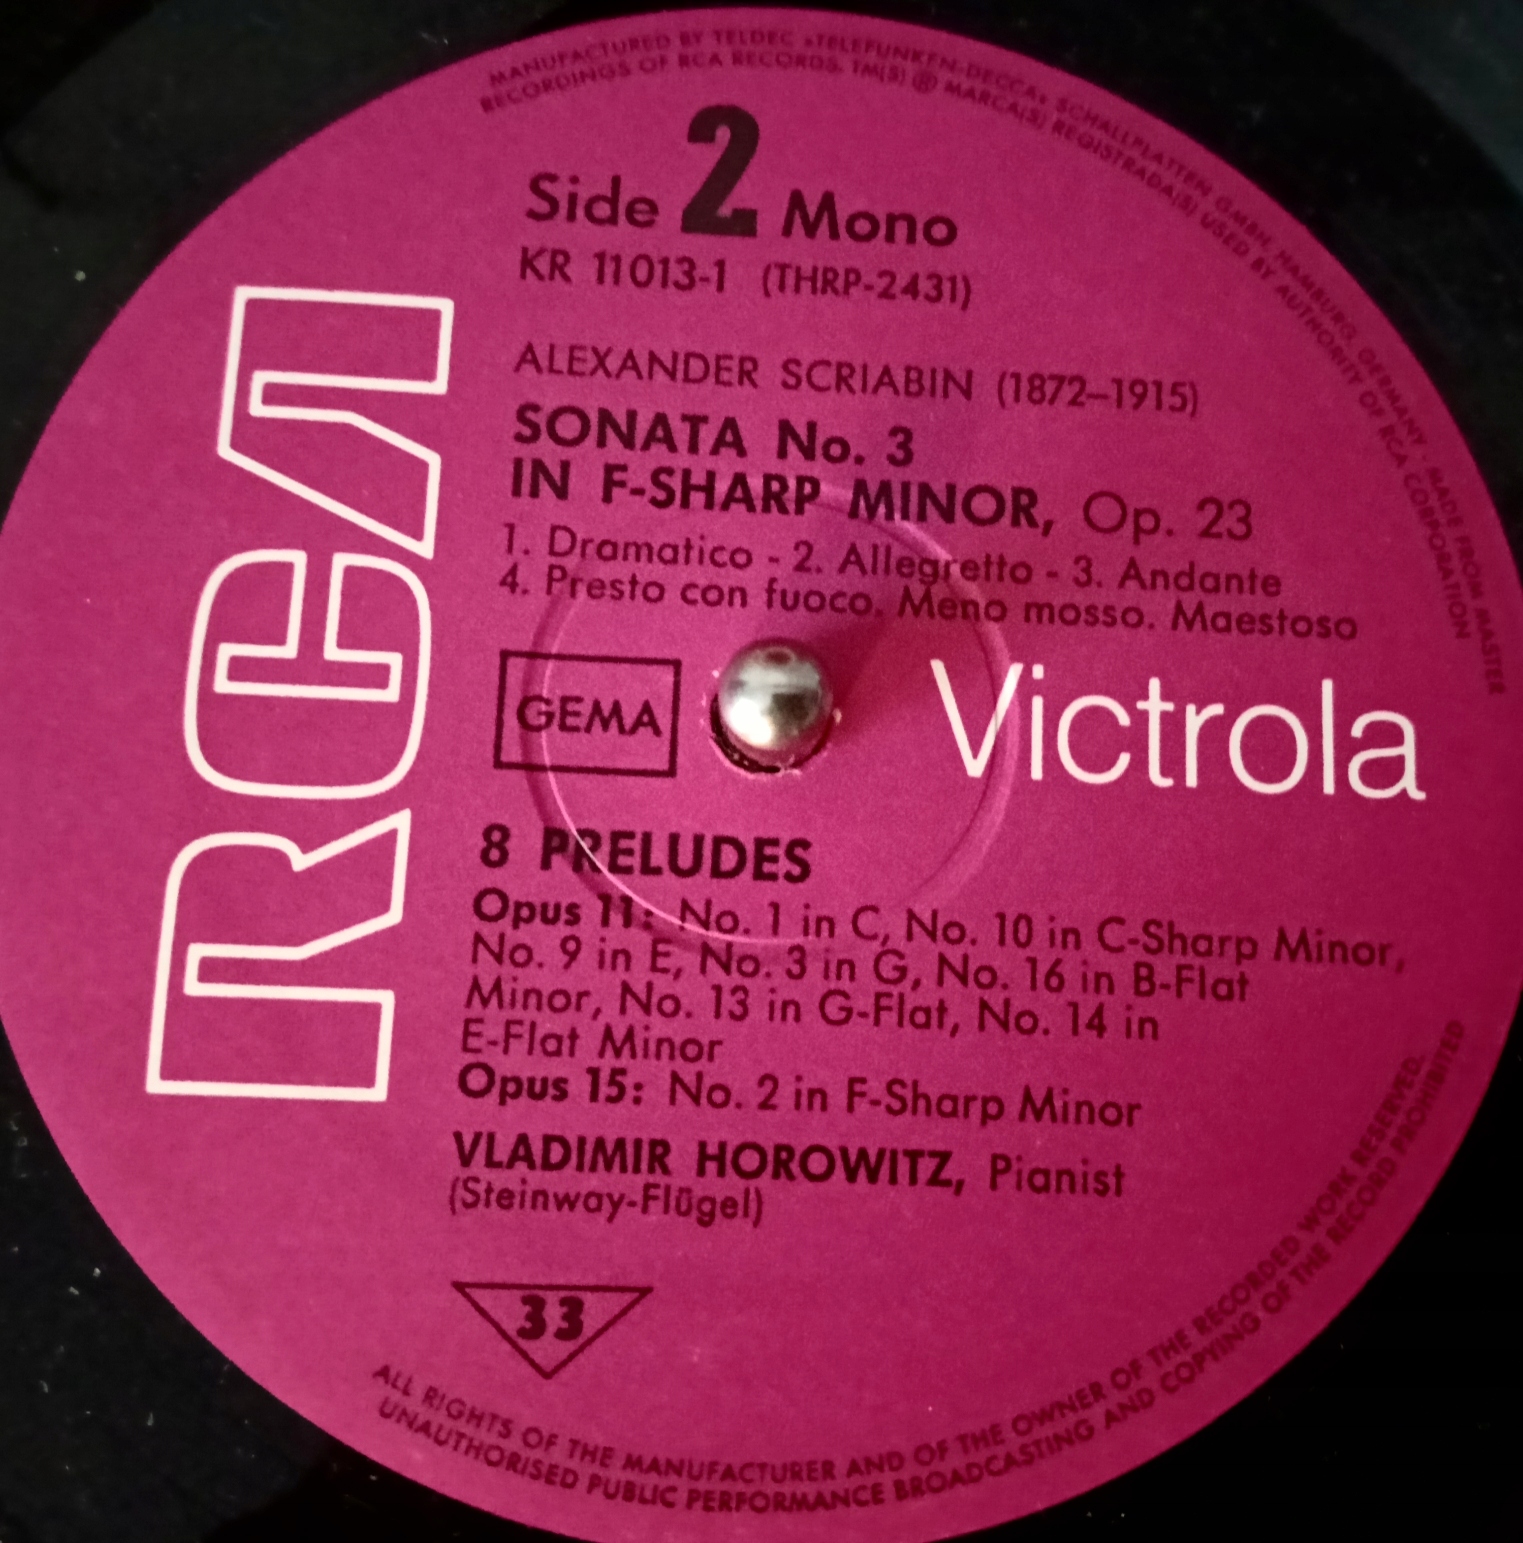 MANUFACTURED BY TELDEC »TELEFUNKEN-DECCA« SCHALLPLATTEN GMBH, HAMBURG, GERMANY · MADE FROM MASTER
RECORDINGS OF RCA RECORDS. TM(S) ® MARCA(S) REGISTRADA(S) USED BY AUTHORITY OF RCA CORPORATION
Side 2 Mono
KR 11013-1 (THRP-2431)
ALEXANDER SCRIABIN (1872–1915)
SONATA No. 3
IN F-SHARP MINOR, Op. 23
1. Dramatico - 2. Allegretto - 3. Andante
4. Presto con fuoco. Meno mosso. Maestoso
RCA
GEMA
Victrola
8 PRELUDES
Opus 11: No. 1 in C, No. 10 in C-Sharp Minor,
No. 9 in E, No. 3 in G, No. 16 in B-Flat
Minor, No. 13 in G-Flat, No. 14 in
E-Flat Minor
Opus 15: No. 2 in F-Sharp Minor
VLADIMIR HOROWITZ, Pianist
(Steinway-Flügel)
33
ALL RIGHTS OF THE MANUFACTURER AND OF THE OWNER OF THE RECORDED WORK RESERVED.
UNAUTHORISED PUBLIC PERFORMANCE BROADCASTING AND COPYING OF THE RECORD PROHIBITED